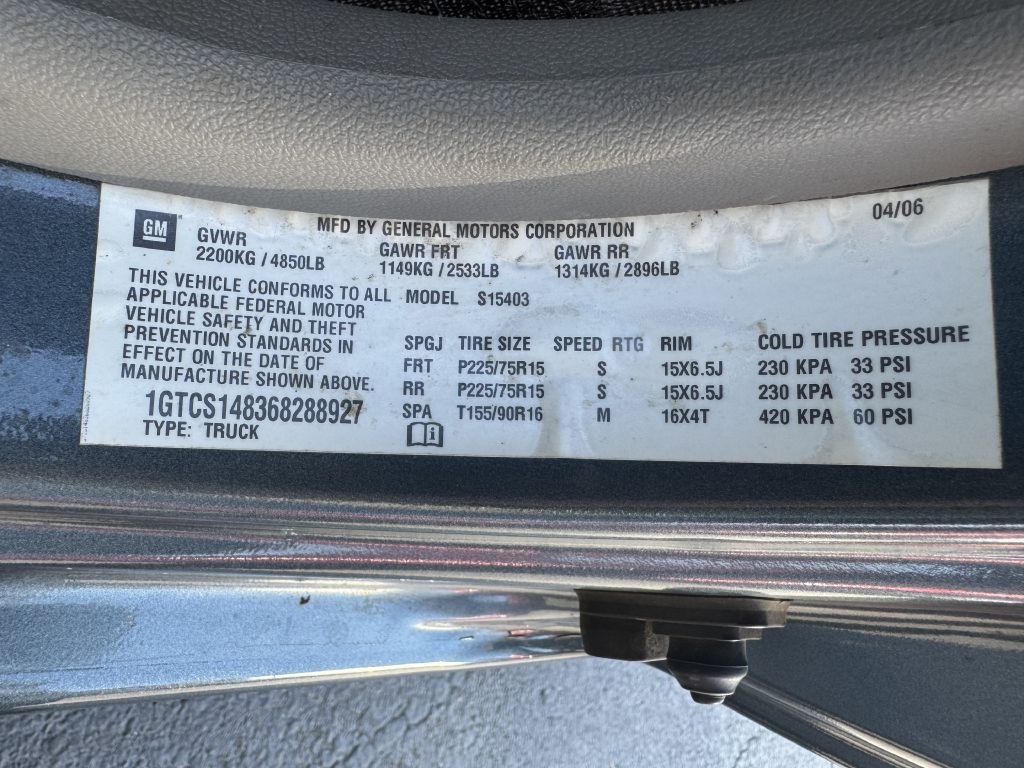 MFD BY GENERAL MOTORS CORPORATION 04/06
GM
GVWR GAWR FRT GAWR RR
2200KG / 4850LB 1149KG / 2533LB 1314KG / 2896LB
THIS VEHICLE CONFORMS TO ALL
APPLICABLE FEDERAL MOTOR
VEHICLE SAFETY AND THEFT
PREVENTION STANDARDS IN
EFFECT ON THE DATE OF
MANUFACTURE SHOWN ABOVE.
1GTCS148368288927
TYPE: TRUCK
MODEL S15403
SPGJ TIRE SIZE SPEED RTG RIM COLD TIRE PRESSURE
FRT P225/75R15 S 15X6.5J 230 KPA 33 PSI
RR P225/75R15 S 15X6.5J 230 KPA 33 PSI
SPA T155/90R16 M 16X4T 420 KPA 60 PSI